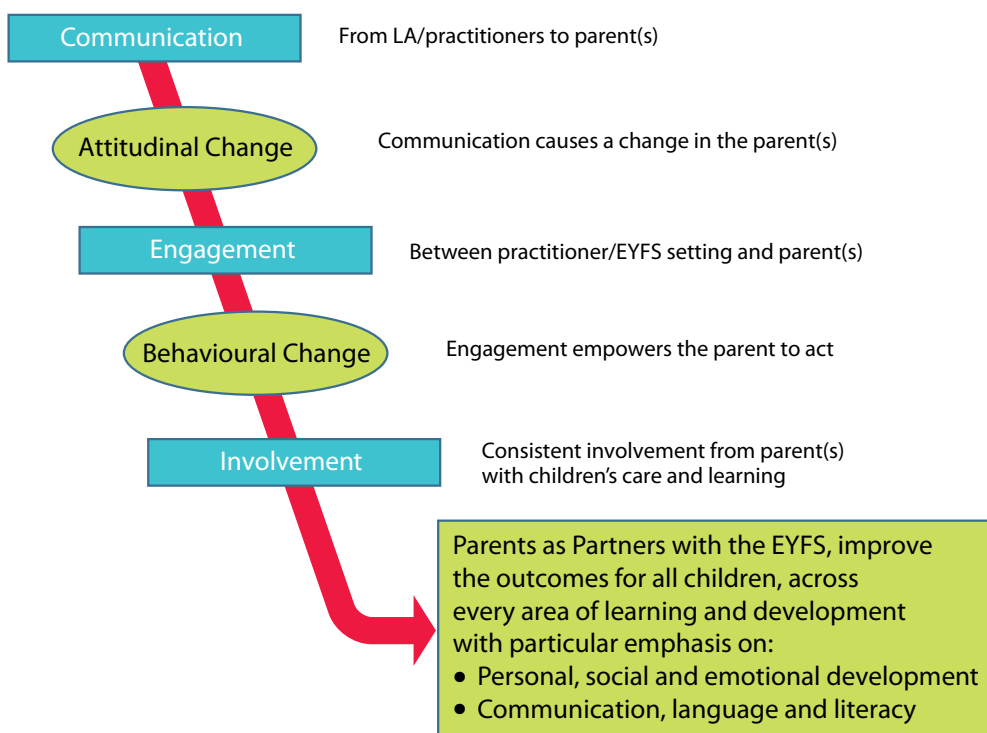 Communication
From LA/practitioners to parent(s)
Attitudinal Change
Communication causes a change in the parent(s)
Engagement
Between practitioner/EYFS setting and parent(s)
Behavioural Change
Engagement empowers the parent to act
Involvement
Consistent involvement from parent(s)
with children’s care and learning
Parents as Partners with the EYFS, improve
the outcomes for all children, across
every area of learning and development
with particular emphasis on:
• Personal, social and emotional development
• Communication, language and literacy